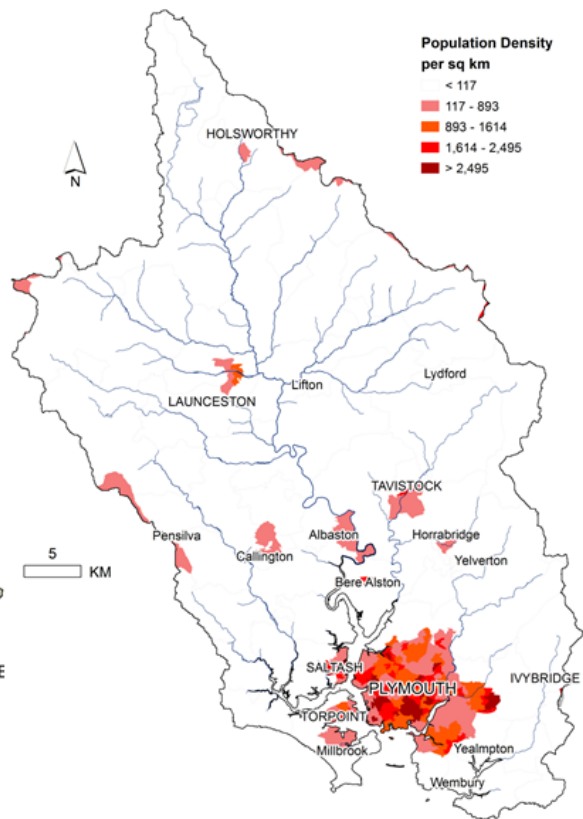 Population Density
per sq km
< 117
117 - 893
893 - 1614
1,614 - 2,495
> 2,495
HOLSWORTHY
N
LAUNCESTON
Lifton
Lydford
TAVISTOCK
Pensilva
Callington
Albaston
Horrabridge
Yelverton
5
KM
Bere Alston
SALTASH
PLYMOUTH
IVYBRIDGE
TORPOINT
Millbrook
Yealmpton
Wembury